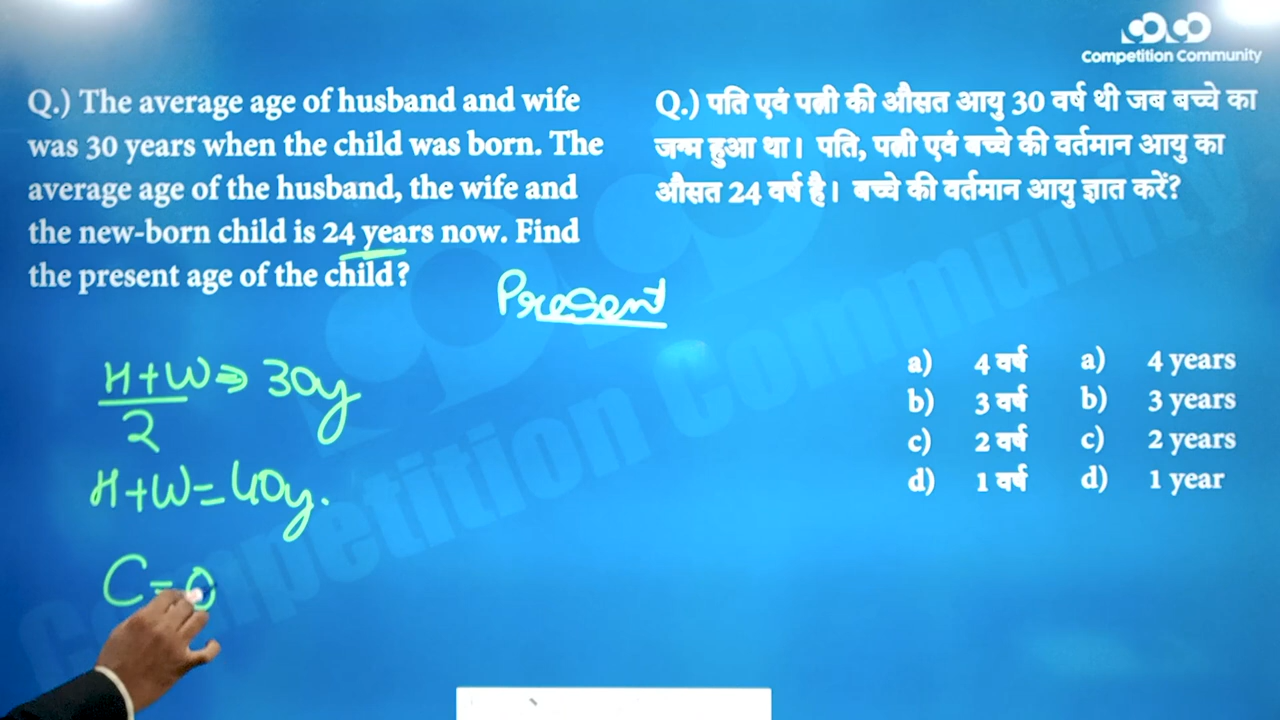 Competition Community
Q.) The average age of husband and wife
was 30 years when the child was born. The
average age of the husband, the wife and
the new-born child is 24 years now. Find
the present age of the child?
Q.) पति एवं पत्नी की औसत आयु 30 वर्ष थी जब बच्चे का
जन्म हुआ था। पति, पत्नी एवं बच्चे की वर्तमान आयु का
औसत 24 वर्ष है। बच्चे की वर्तमान आयु ज्ञात करें?
Present
H+W ⇒ 30y
2
H+W=40y.
C=0
a) 4 वर्ष a) 4 years
b) 3 वर्ष b) 3 years
c) 2 वर्ष c) 2 years
d) 1 वर्ष d) 1 year
Competition Community